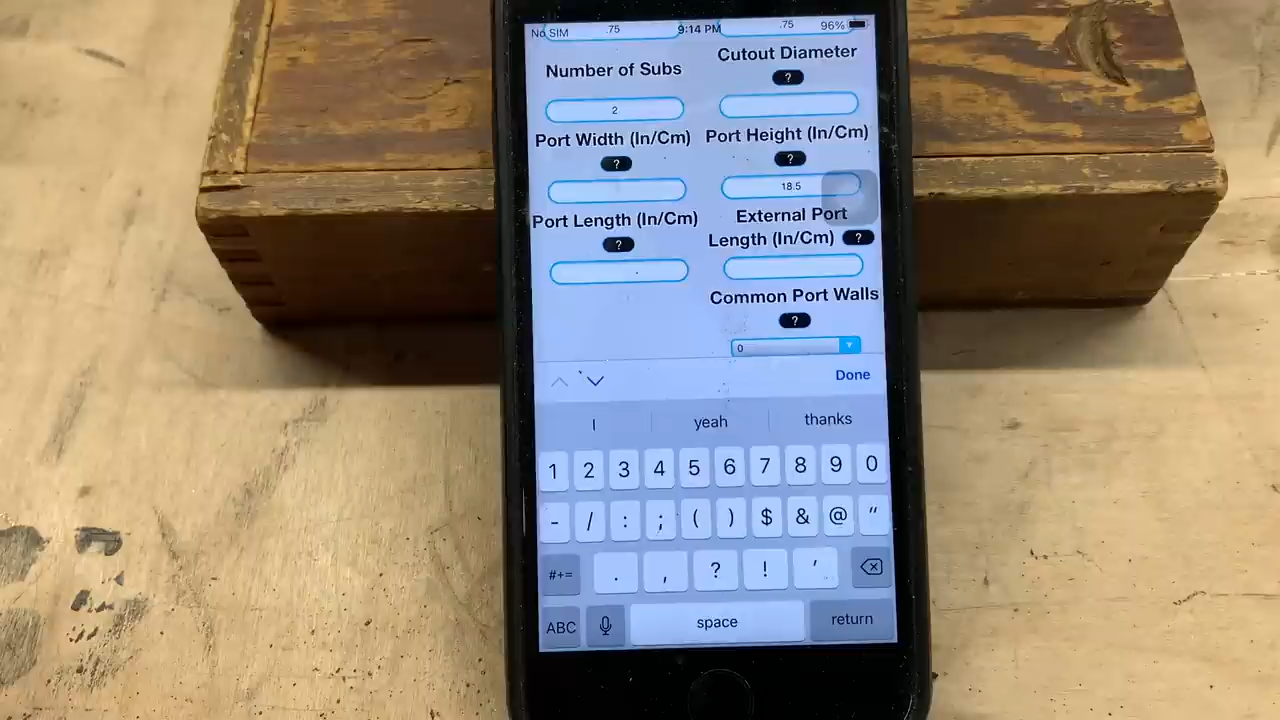 No SIM .75 9:14 PM .75 96%
Number of Subs
Cutout Diameter
?
2
Port Width (In/Cm)
Port Height (In/Cm)
?
?
18.5
Port Length (In/Cm)
External Port
Length (In/Cm) ?
?
Common Port Walls
?
0
Done
I yeah thanks
1 2 3 4 5 6 7 8 9 0
- / : ; ( ) $ & @ "
#+= . , ? ! '
ABC space return